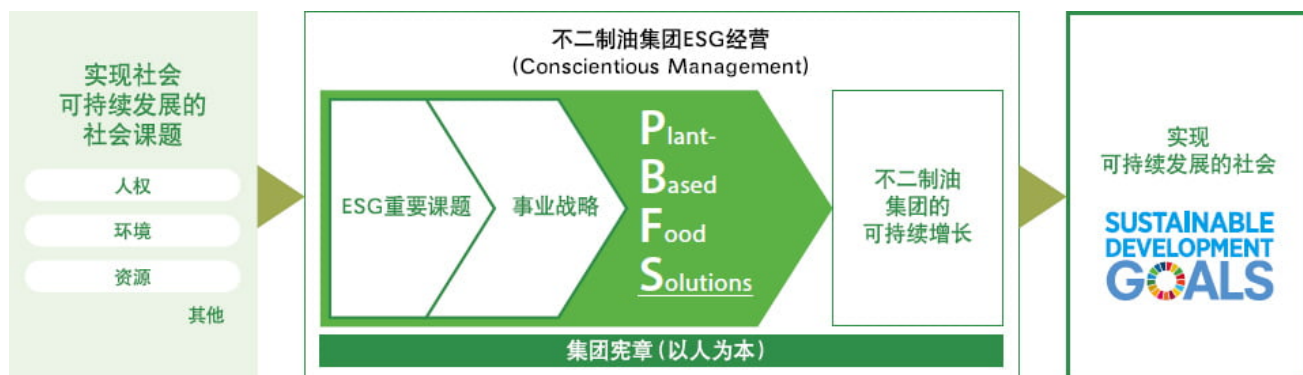 实现社会
可持续发展的
社会课题
人权
环境
资源
其他
不二制油集团ESG经营
(Conscientious Management)
ESG重要课题
事业战略
Plant-
Based
Food
Solutions
不二制油
集团的
可持续增长
集团宪章(以人为本)
实现
可持续发展的社会
SUSTAINABLE
DEVELOPMENT
GOALS